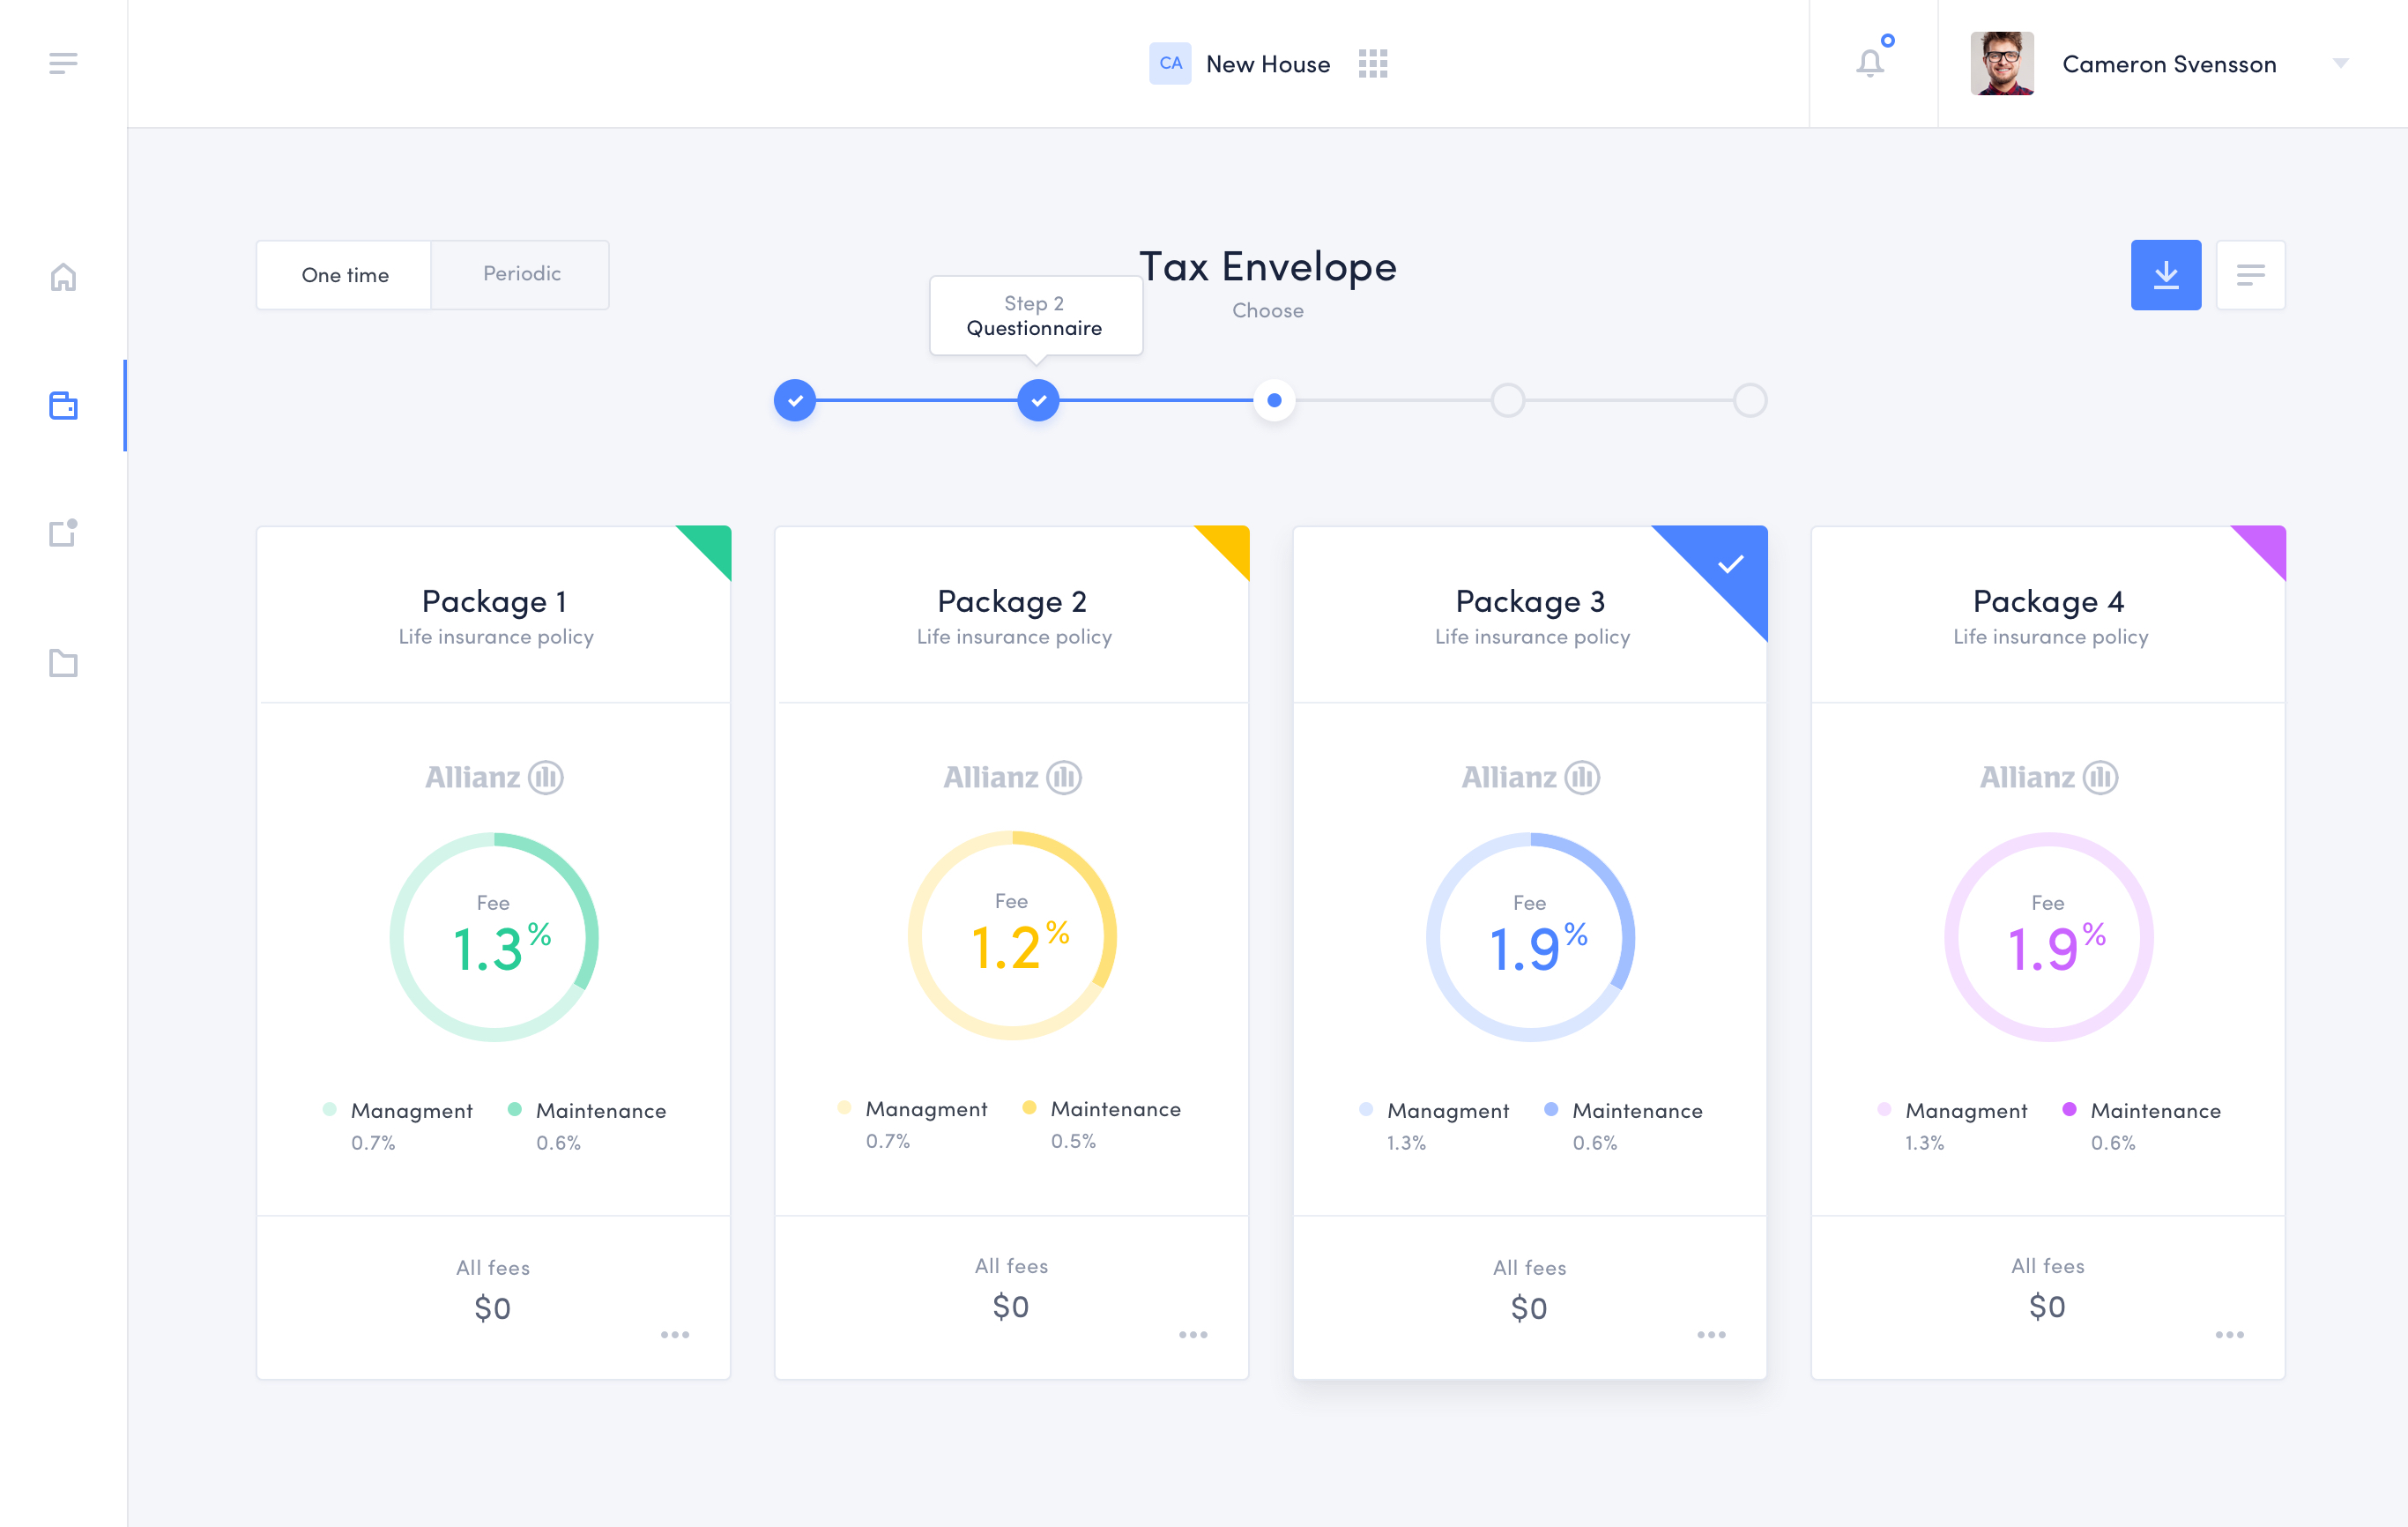 CA New House
Cameron Svensson
One time
Periodic
Tax Envelope
Choose
Step 2
Questionnaire
Package 1
Life insurance policy
Allianz
Fee
1.3%
Managment
0.7%
Maintenance
0.6%
All fees
$0
Package 2
Life insurance policy
Allianz
Fee
1.2%
Managment
0.7%
Maintenance
0.5%
All fees
$0
Package 3
Life insurance policy
Allianz
Fee
1.9%
Managment
1.3%
Maintenance
0.6%
All fees
$0
Package 4
Life insurance policy
Allianz
Fee
1.9%
Managment
1.3%
Maintenance
0.6%
All fees
$0